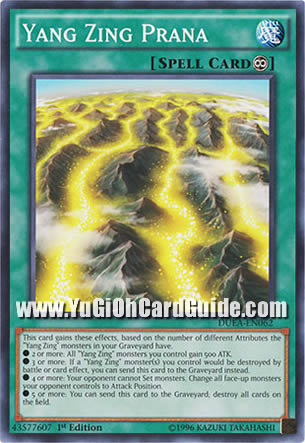 YANG ZING PRANA
[SPELL CARD]
www.YuGiOhCardGuide.com
DUEA-EN062
This card gains these effects, based on the number of different Attributes the
"Yang Zing" monsters in your Graveyard have.
● 2 or more: All "Yang Zing" monsters you control gain 500 ATK.
● 3 or more: If a "Yang Zing" monster(s) you control would be destroyed by
battle or card effect, you can send this card to the Graveyard instead.
● 4 or more: Your opponent cannot Set monsters. Change all face-up monsters
your opponent controls to Attack Position.
● 5 or more: You can send this card to the Graveyard; destroy all cards on
the field.
43577607 1st Edition ©1996 KAZUKI TAKAHASHI